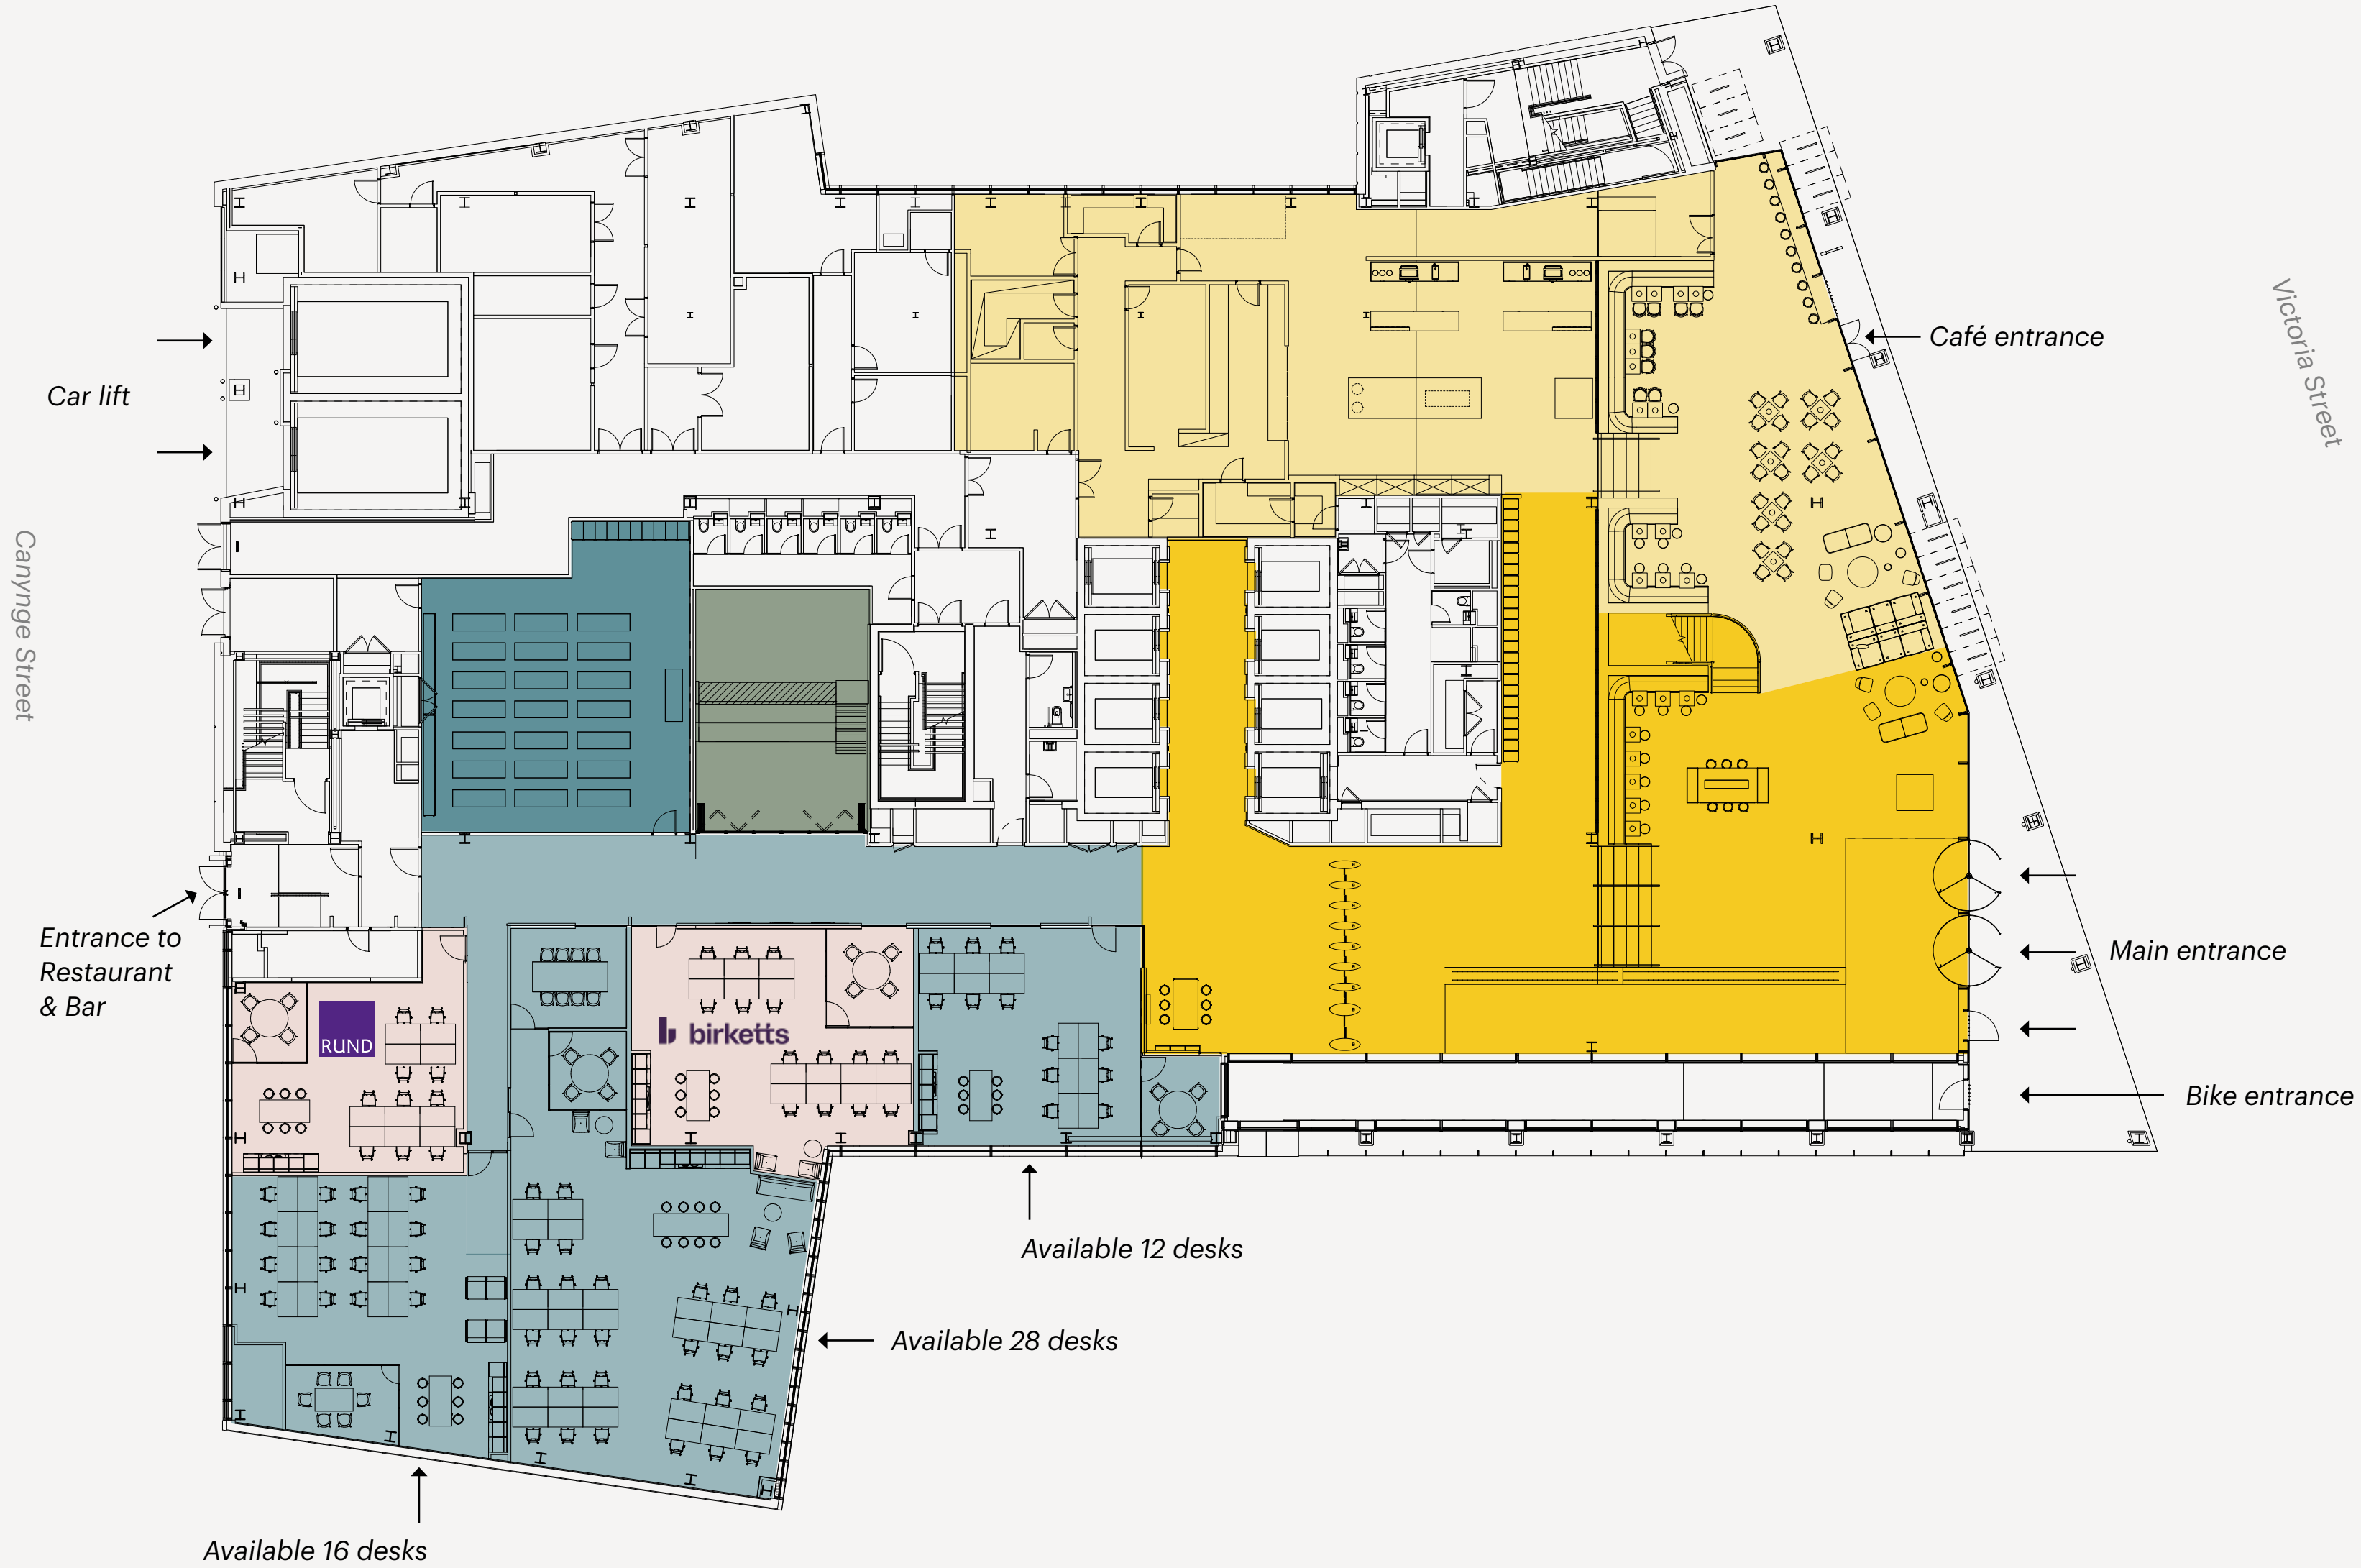 Victoria Street
Café entrance
Car lift
Canynge Street
Entrance to
Restaurant
& Bar
Main entrance
RUND
birketts
Bike entrance
Available 12 desks
Available 28 desks
Available 16 desks